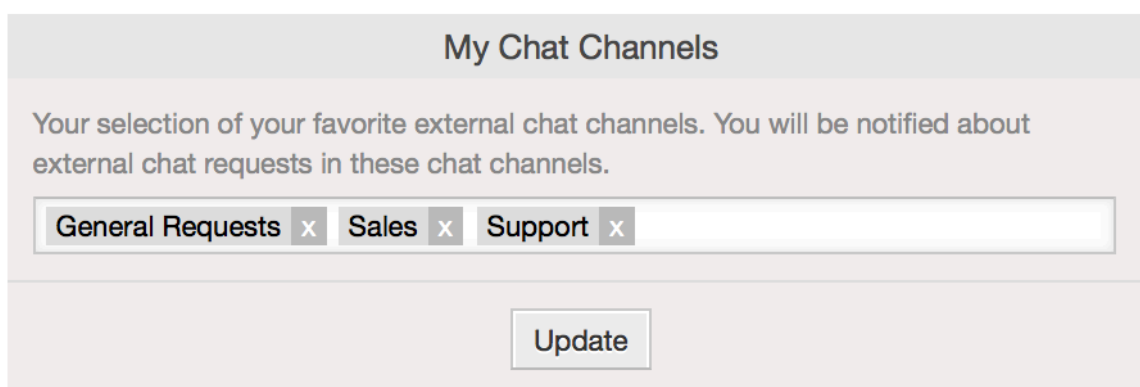 My Chat Channels
Your selection of your favorite external chat channels. You will be notified about
external chat requests in these chat channels.
General Requests x Sales x Support x
Update